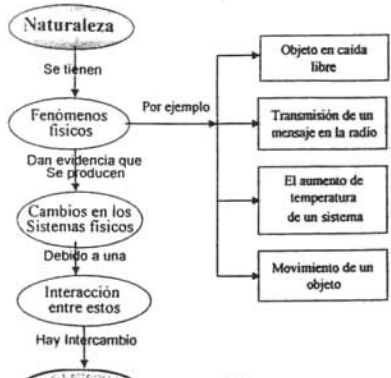 Naturaleza
Se tienen
Fenómenos
físicos
Por ejemplo
Objeto en caída
libre
Transmisión de un
mensaje en la radio
El aumento de
temperatura
de un sistema
Movimiento de un
objeto
Dan evidencia que
Se producen
Cambios en los
Sistemas físicos
Debido a una
Interacción
entre estos
Hay Intercambio